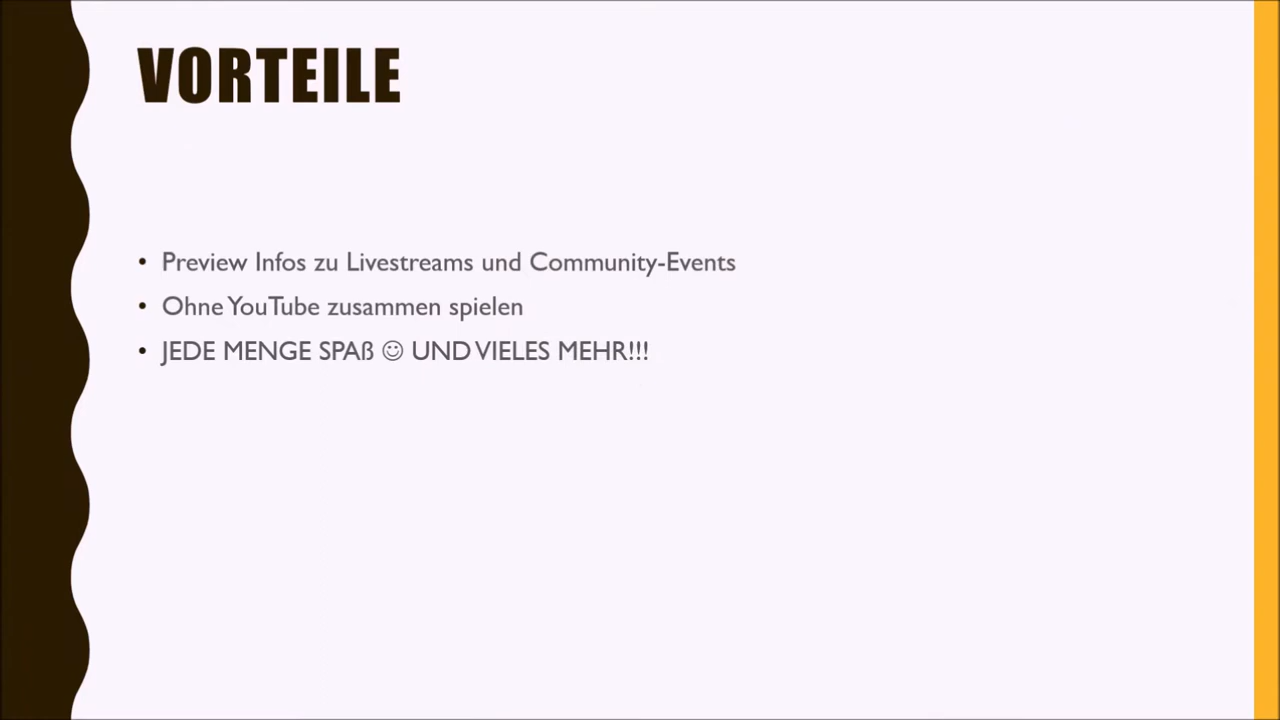 VORTEILE
• Preview Infos zu Livestreams und Community-Events
• Ohne YouTube zusammen spielen
• JEDE MENGE SPAß ☺ UND VIELES MEHR!!!